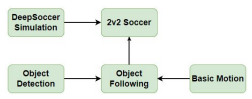 DeepSoccer
Simulation
2v2 Soccer
Object
Detection
Object
Following
Basic Motion